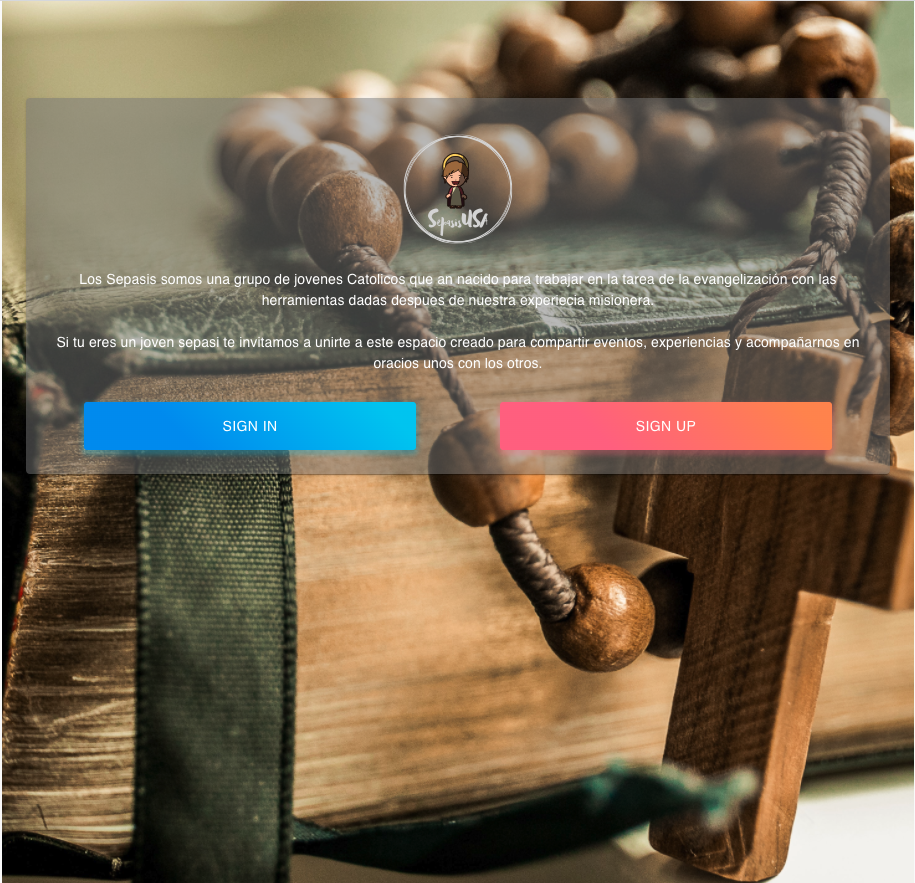 SepasisUSA
Los Sepasis somos una grupo de jovenes Catolicos que an nacido para trabajar en la tarea de la evangelización con las
herramientas dadas despues de nuestra experiecia misionera.
Si tu eres un joven sepasi te invitamos a unirte a este espacio creado para compartir eventos, experiencias y acompañarnos en
oracios unos con los otros.
SIGN IN
SIGN UP